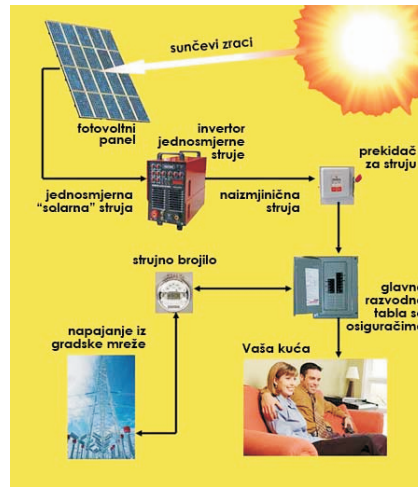 sunčevi zraci
fotovoltni
panel
invertor
jednosmjerne
struje
prekidač
za struju
jednosmjerna
"solarna" struja
naizmjinična
struja
strujno brojilo
glavna
razvodna
tabla sa
osiguračima
napajanje iz
gradske mreže
Vaša kuća